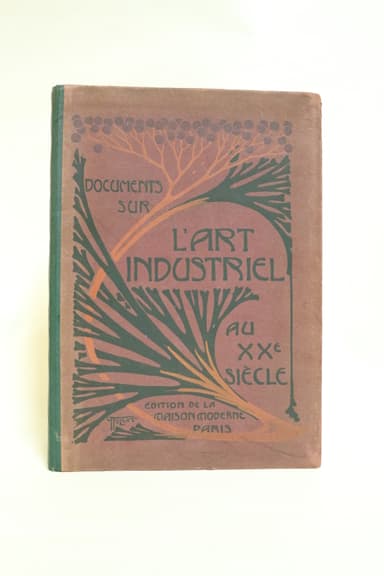 DOCUMENTS
SUR
L'ART
INDUSTRIEL
AU
XXe
SIÈCLE
EDITION DE LA
MAISON MODERNE
PARIS